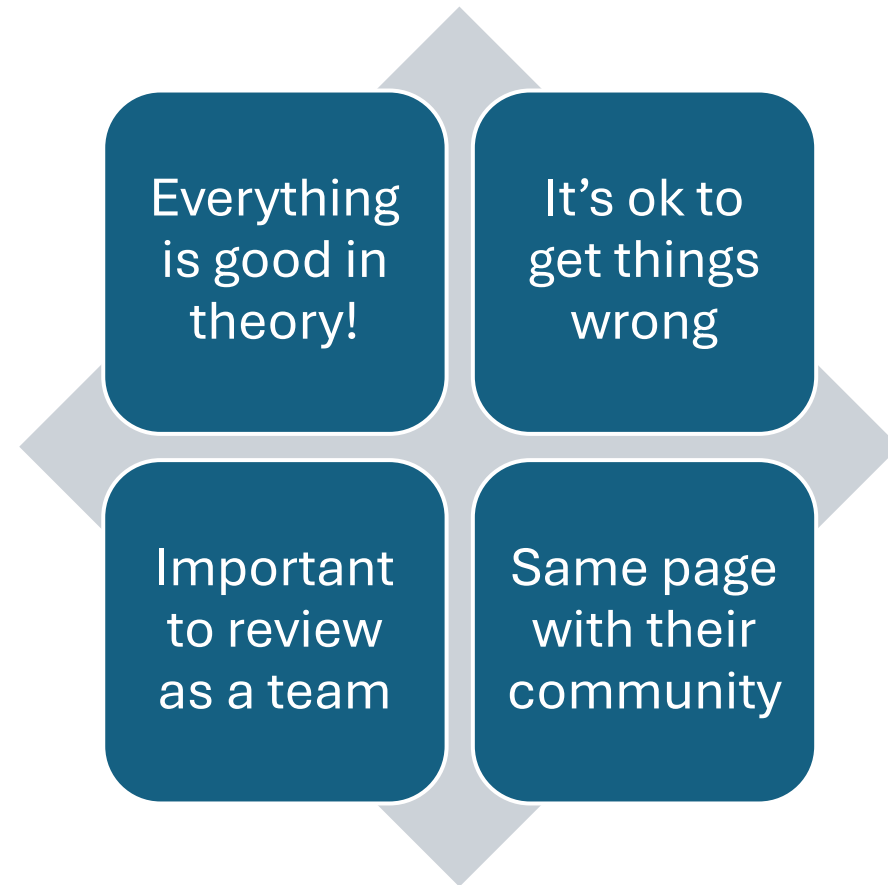 Everything
is good in
theory!
It’s ok to
get things
wrong
Important
to review
as a team
Same page
with their
community